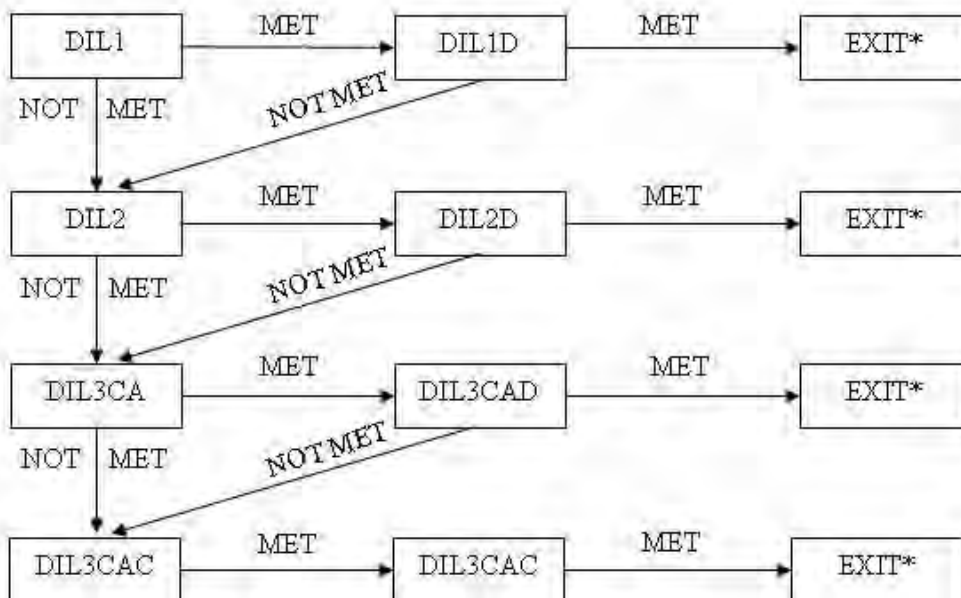 DIL1 MET DIL1D MET EXIT*
NOT MET NOT MET
DIL2 MET DIL2D MET EXIT*
NOT MET NOT MET
DIL3CA MET DIL3CAD MET EXIT*
NOT MET NOT MET
DIL3CAC MET DIL3CAC MET EXIT*